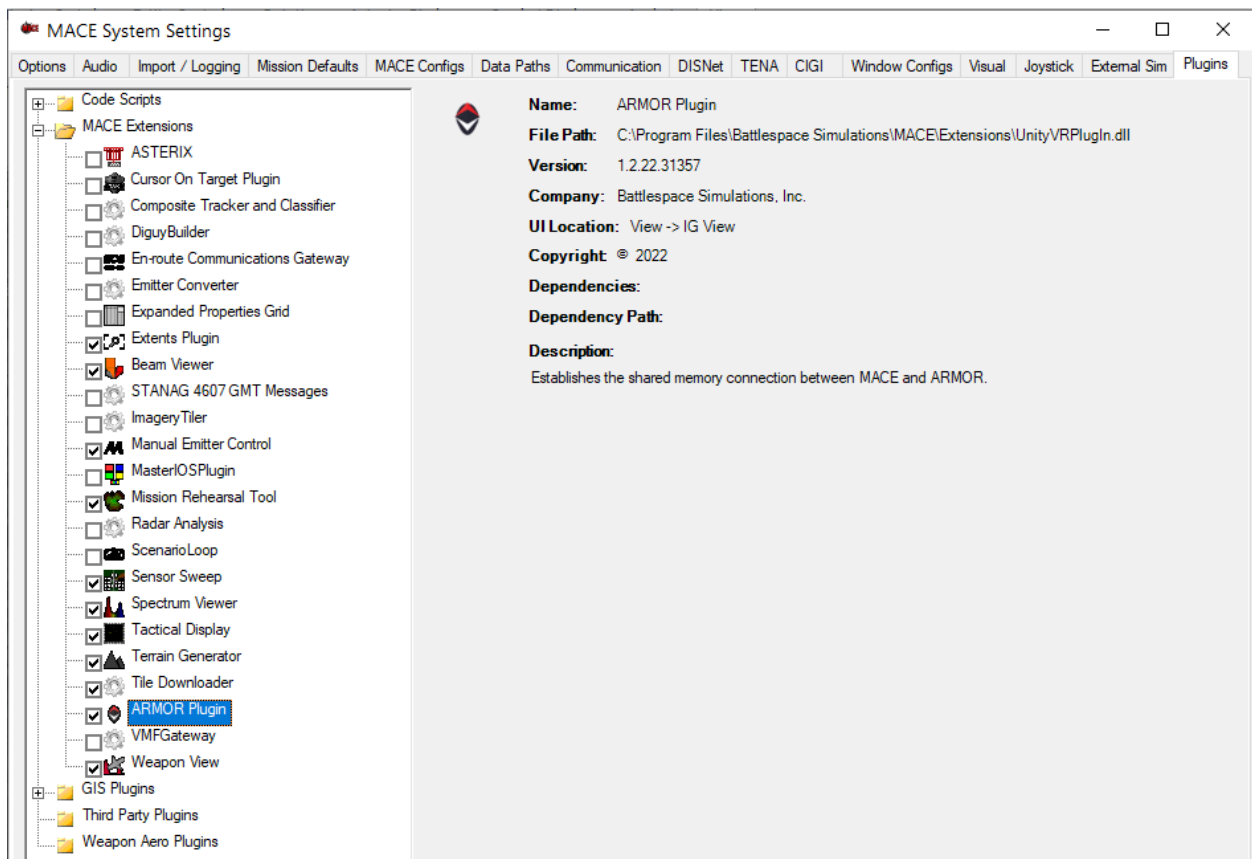 MACE System Settings
Options Audio Import / Logging Mission Defaults MACE Configs Data Paths Communication DISNet TENA CIGI Window Configs Visual Joystick External Sim Plugins
Code Scripts
MACE Extensions
ASTERIX
Cursor On Target Plugin
Composite Tracker and Classifier
DiguyBuilder
En-route Communications Gateway
Emitter Converter
Expanded Properties Grid
Extents Plugin
Beam Viewer
STANAG 4607 GMT Messages
ImageryTiler
Manual Emitter Control
MasterIOSPlugin
Mission Rehearsal Tool
Radar Analysis
ScenarioLoop
Sensor Sweep
Spectrum Viewer
Tactical Display
Terrain Generator
Tile Downloader
ARMOR Plugin
VMFGateway
Weapon View
GIS Plugins
Third Party Plugins
Weapon Aero Plugins
Name: ARMOR Plugin
File Path: C:\Program Files\Battlespace Simulations\MACE\Extensions\UnityVRPlugIn.dll
Version: 1.2.22.31357
Company: Battlespace Simulations, Inc.
UI Location: View -> IG View
Copyright: © 2022
Dependencies:
Dependency Path:
Description:
Establishes the shared memory connection between MACE and ARMOR.